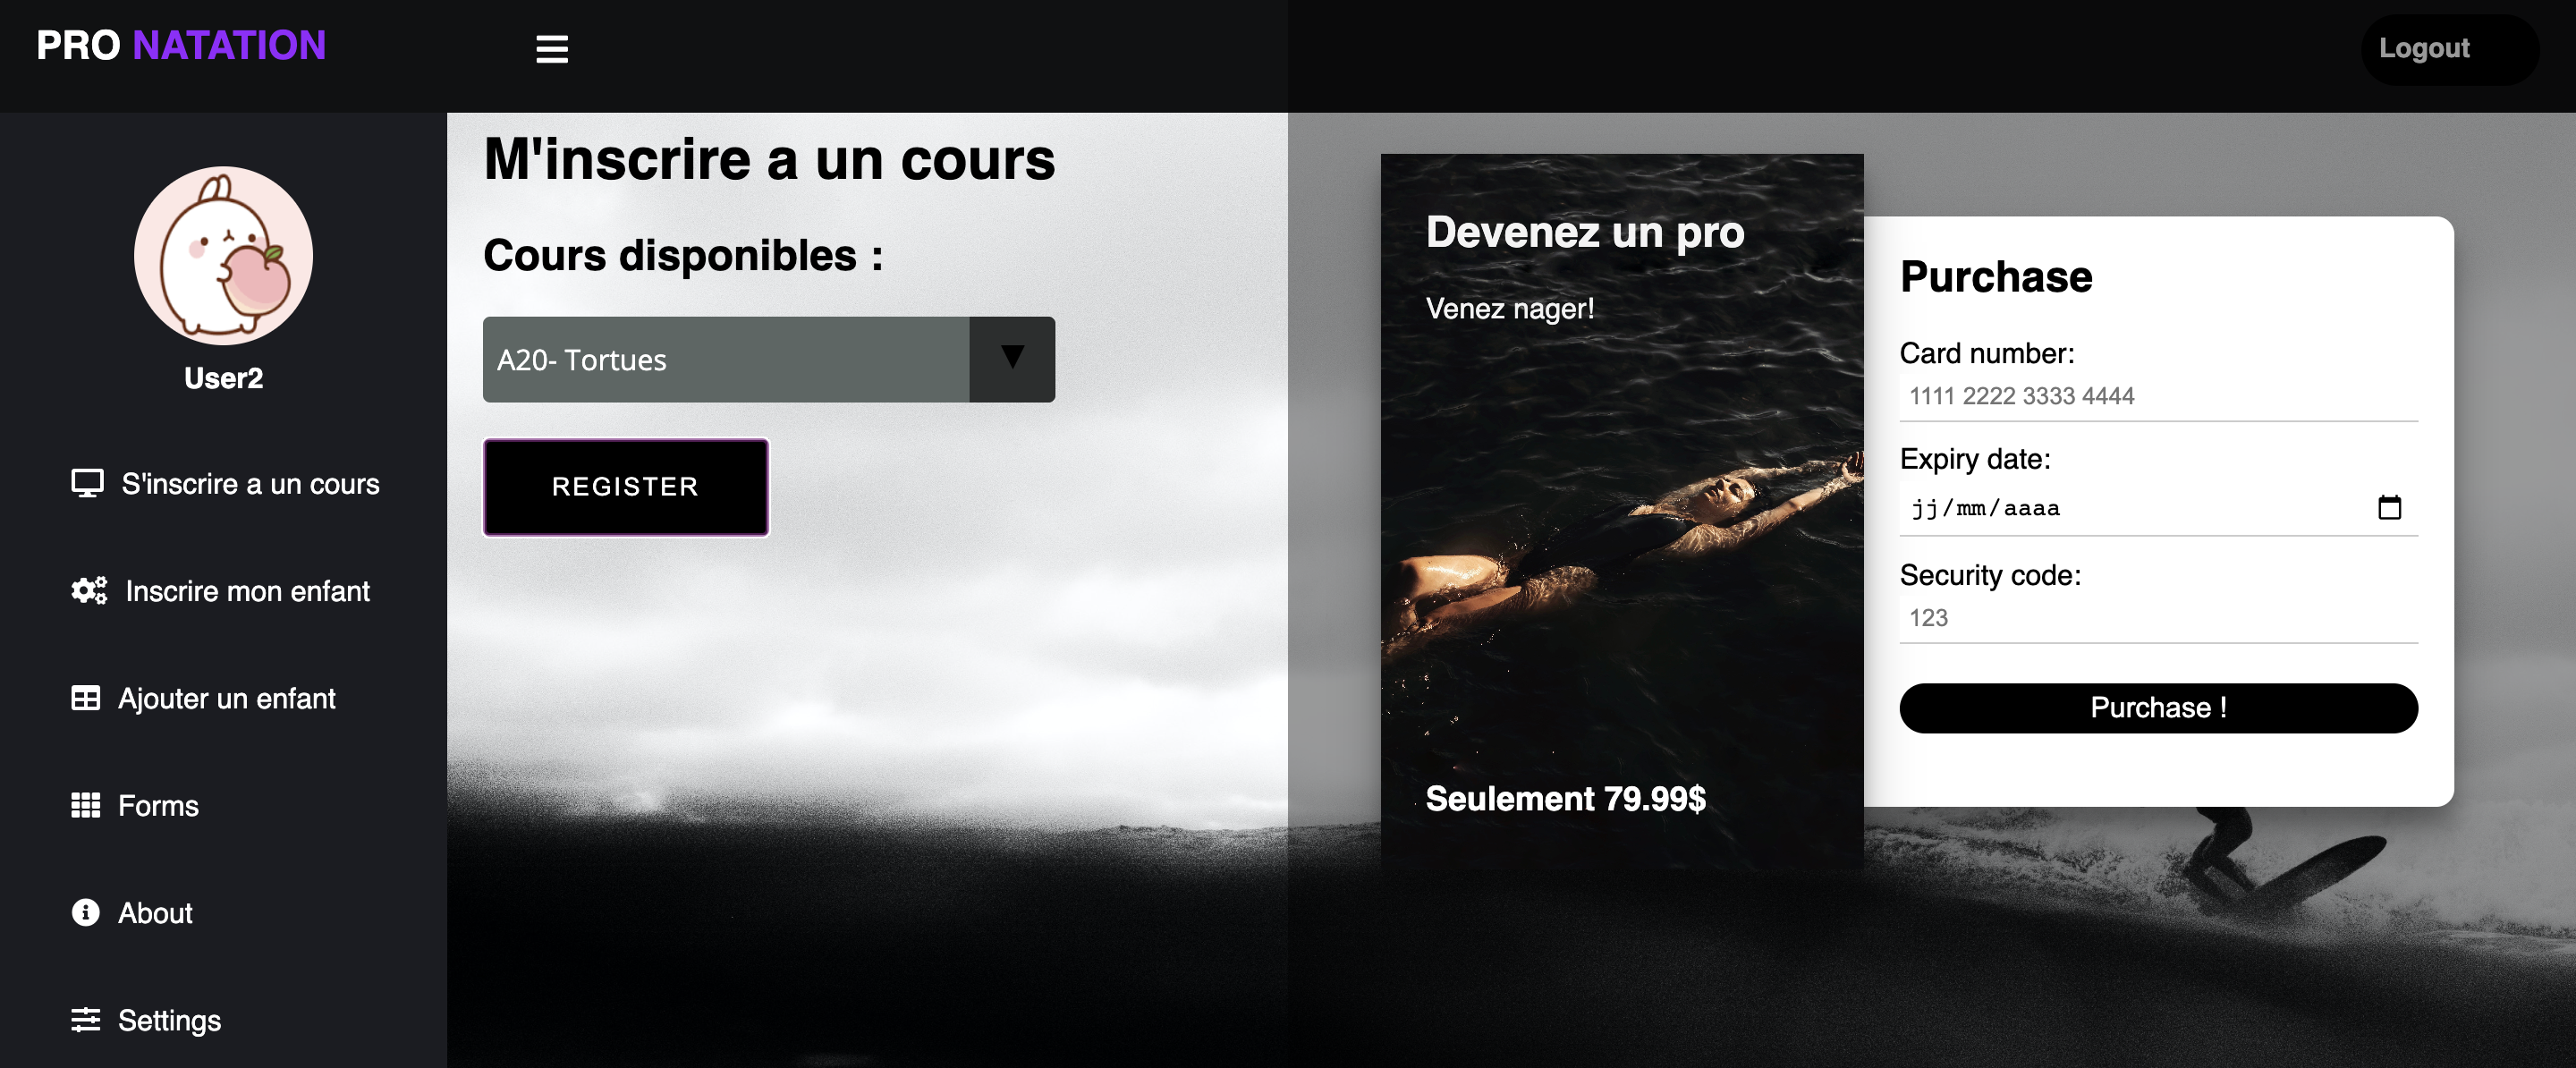 PRO NATATION
Logout
User2
S'inscrire a un cours
Inscrire mon enfant
Ajouter un enfant
Forms
About
Settings
M'inscrire a un cours
Cours disponibles :
A20- Tortues
REGISTER
Devenez un pro
Venez nager!
Seulement 79.99$
Purchase
Card number:
1111 2222 3333 4444
Expiry date:
jj/mm/aaaa
Security code:
123
Purchase !